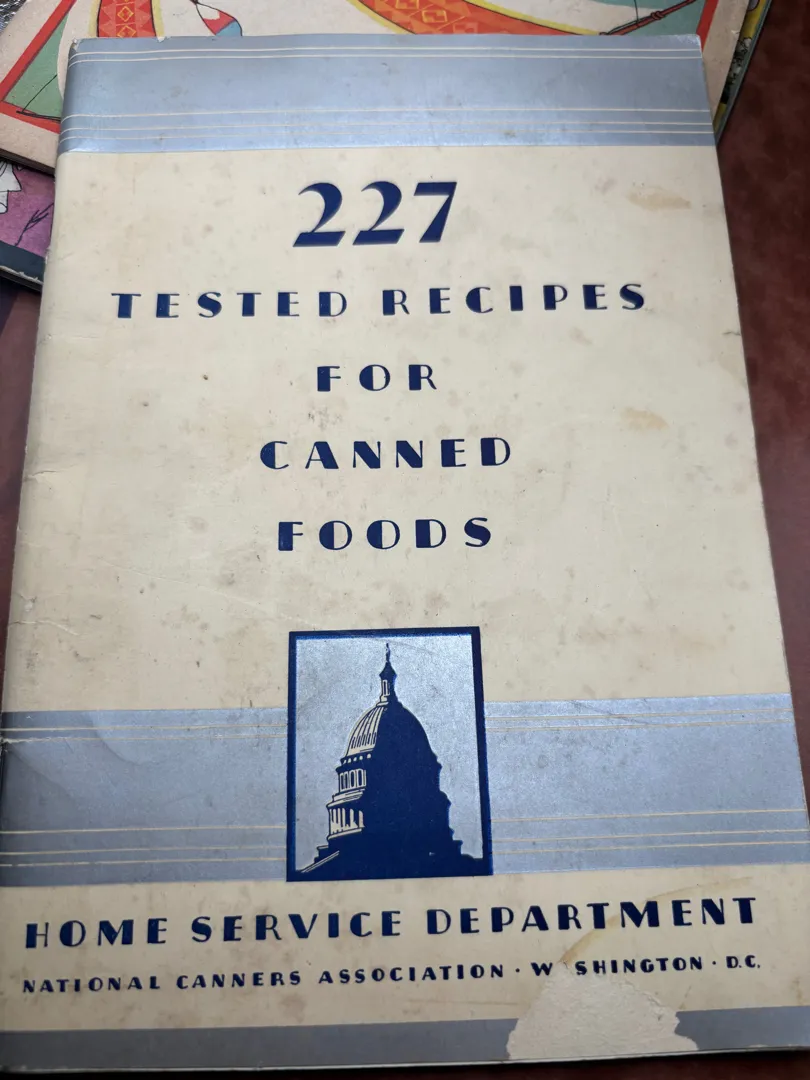 227
TESTED RECIPES
FOR
CANNED
FOODS
HOME SERVICE DEPARTMENT
NATIONAL CANNERS ASSOCIATION · W SHINGTON · D.C.